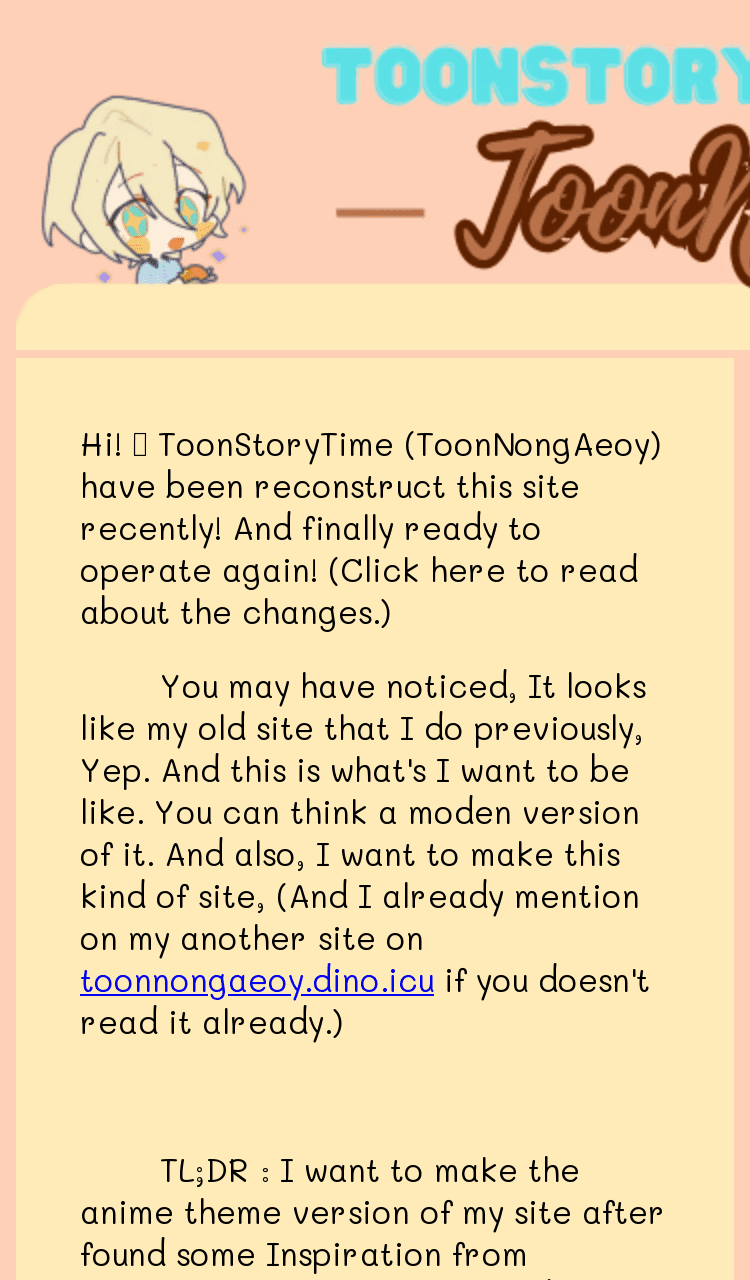 TOONSTORY
Hi! ToonStoryTime (ToonNongAeoy)
have been reconstruct this site
recently! And finally ready to
operate again! (Click here to read
about the changes.)
You may have noticed, It looks
like my old site that I do previously,
Yep. And this is what's I want to be
like. You can think a moden version
of it. And also, I want to make this
kind of site, (And I already mention
on my another site on
toonnongaeoy.dino.icu if you doesn't
read it already.)
TL;DR : I want to make the
anime theme version of my site after
found some Inspiration from